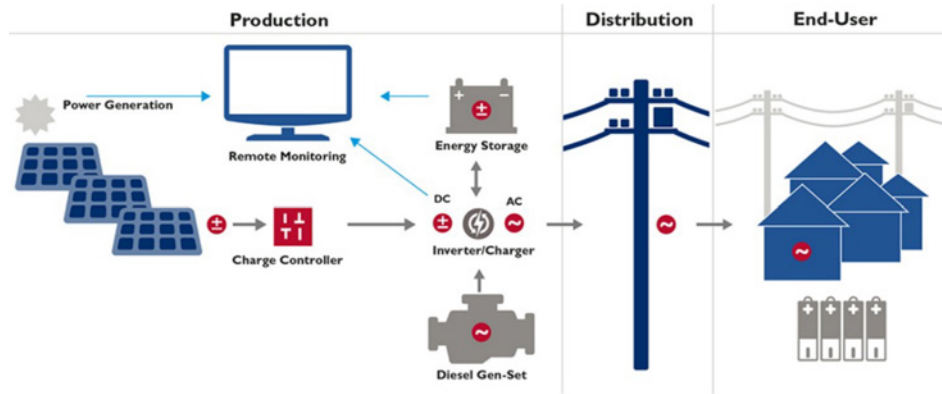 Production
Distribution
End-User
Power Generation
Remote Monitoring
Energy Storage
DC
AC
Charge Controller
Inverter/Charger
Diesel Gen-Set